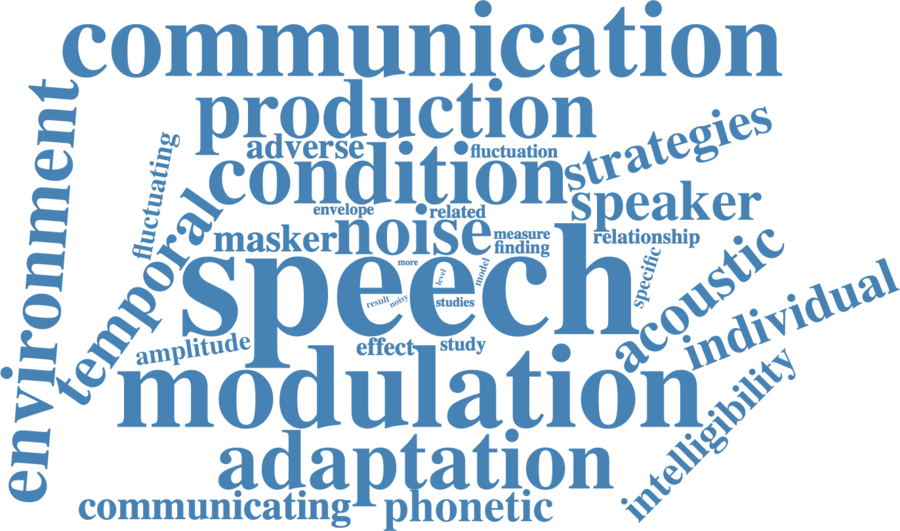 communication
production
environment
adverse
fluctuation
strategies
fluctuating
condition
speaker
temporal
envelope
related
masker
noise
measure
finding
relationship
more
speech
level
model
specific
acoustic
result
noisy
studies
individual
amplitude
effect
study
modulation
intelligibility
adaptation
communicating
phonetic